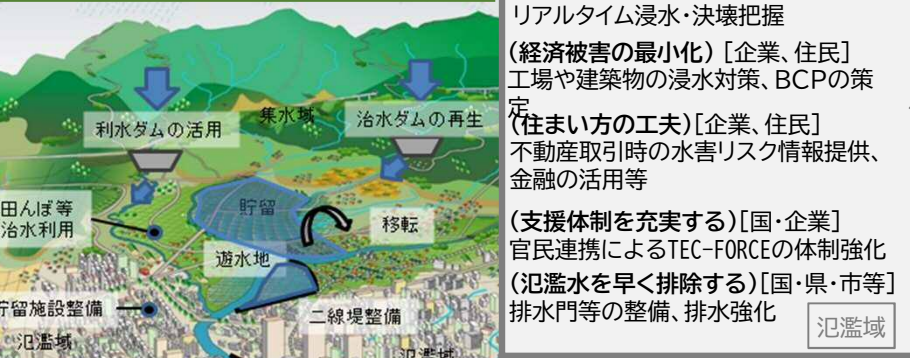 利水ダムの活用
集水域
治水ダムの再生
貯留
移転
田んぼ等
治水利用
遊水地
貯留施設整備
二線堤整備
氾濫域
氾濫域
リアルタイム浸水・決壊把握
(経済被害の最小化) [企業、住民]
工場や建築物の浸水対策、BCPの策
定
(住まい方の工夫)[企業、住民]
不動産取引時の水害リスク情報提供、
金融の活用等
(支援体制を充実する)[国・企業]
官民連携によるTEC-FORCEの体制強化
(氾濫水を早く排除する)[国・県・市等]
排水門等の整備、排水強化
氾濫域